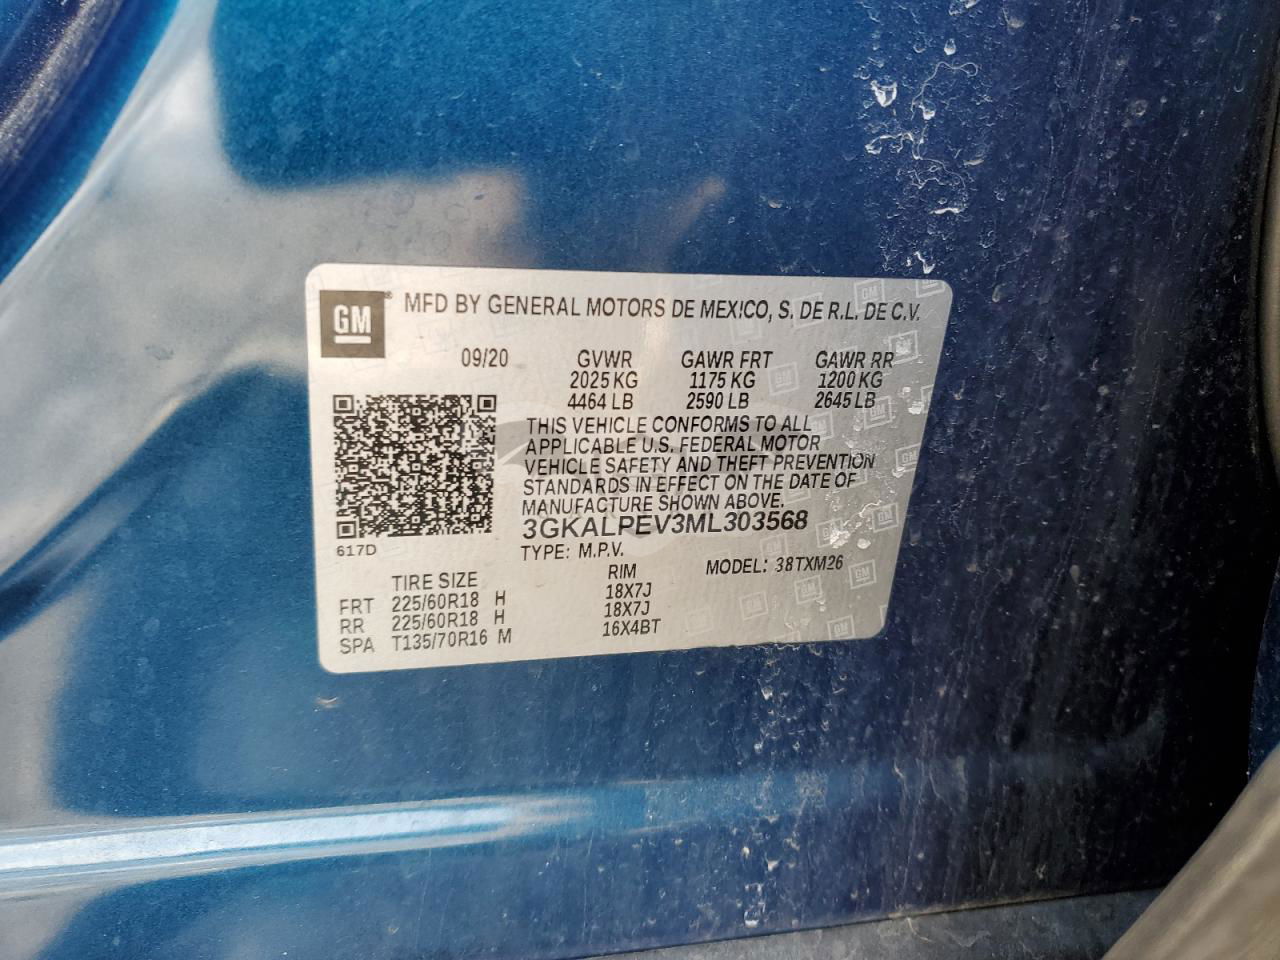 GM® MFD BY GENERAL MOTORS DE MEXICO, S. DE R.L. DE C.V.
09/20 GVWR GAWR FRT GAWR RR
2025 KG 1175 KG 1200 KG
4464 LB 2590 LB 2645 LB
THIS VEHICLE CONFORMS TO ALL
APPLICABLE U.S. FEDERAL MOTOR
VEHICLE SAFETY AND THEFT PREVENTION
STANDARDS IN EFFECT ON THE DATE OF
MANUFACTURE SHOWN ABOVE.
3GKALPEV3ML303568
617D TYPE: M.P.V. MODEL: 38TXM26
TIRE SIZE RIM
FRT 225/60R18 H 18X7J
RR 225/60R18 H 18X7J
SPA T135/70R16 M 16X4BT